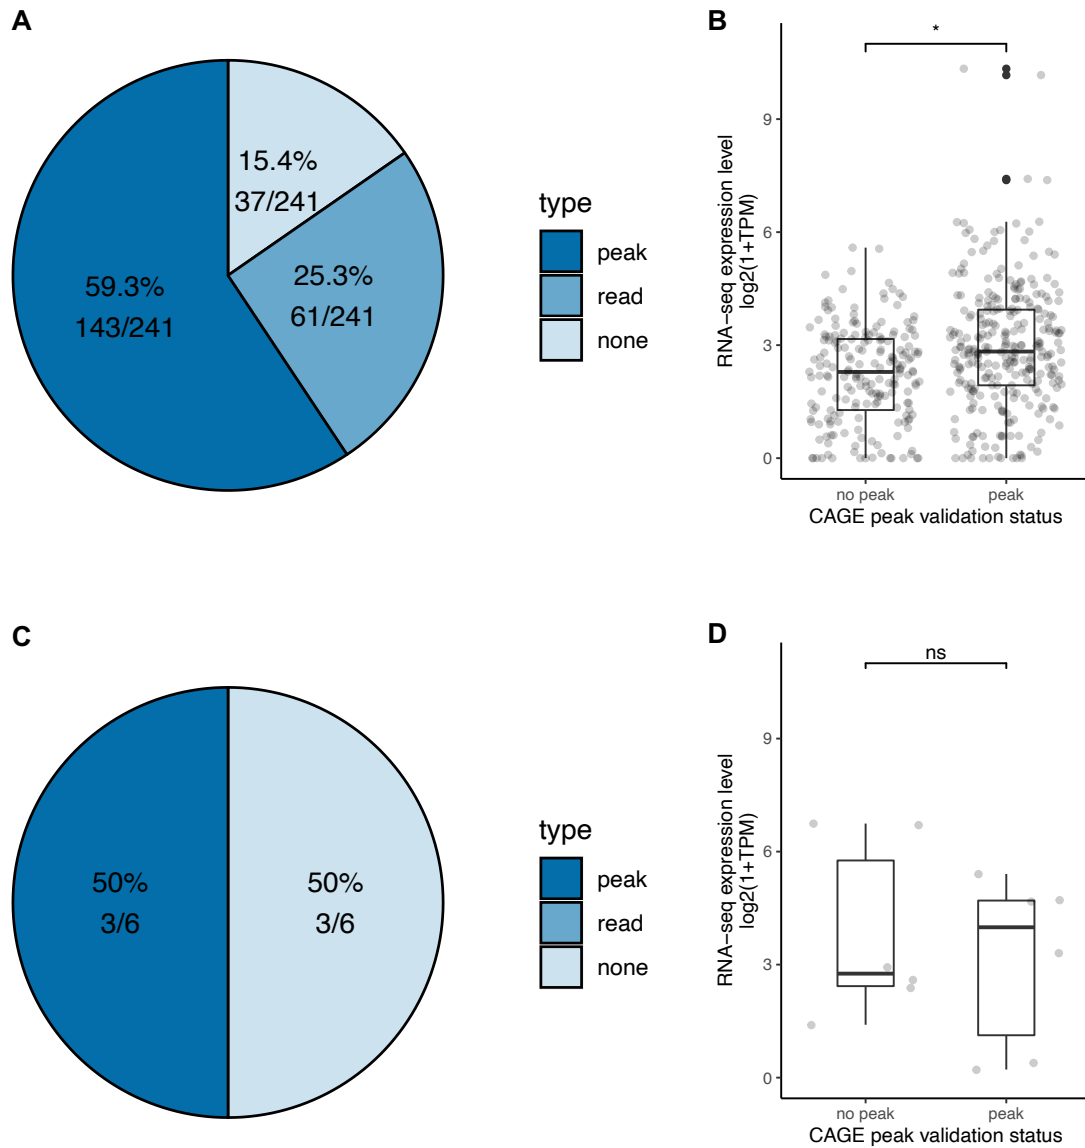 A
15.4%
37/241
59.3%
143/241
25.3%
61/241
type
peak
read
none
B
*
RNA−seq expression level
log2(1+TPM)
9
6
3
0
no peak
peak
CAGE peak validation status
C
50%
3/6
50%
3/6
type
peak
read
none
D
ns
RNA−seq expression level
log2(1+TPM)
9
6
3
0
no peak
peak
CAGE peak validation status